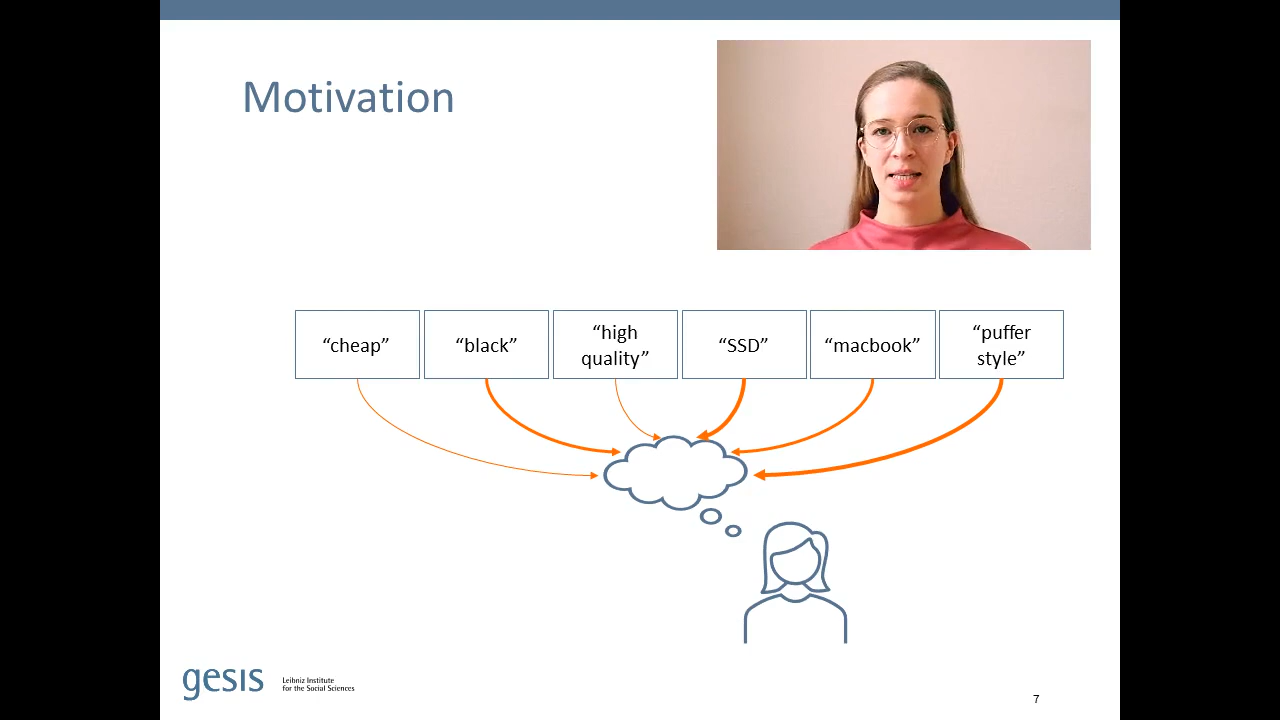 Motivation
“cheap”
“black”
“high
quality”
“SSD”
“macbook”
“puffer
style”
gesis
Leibniz Institute
for the Social Sciences
7